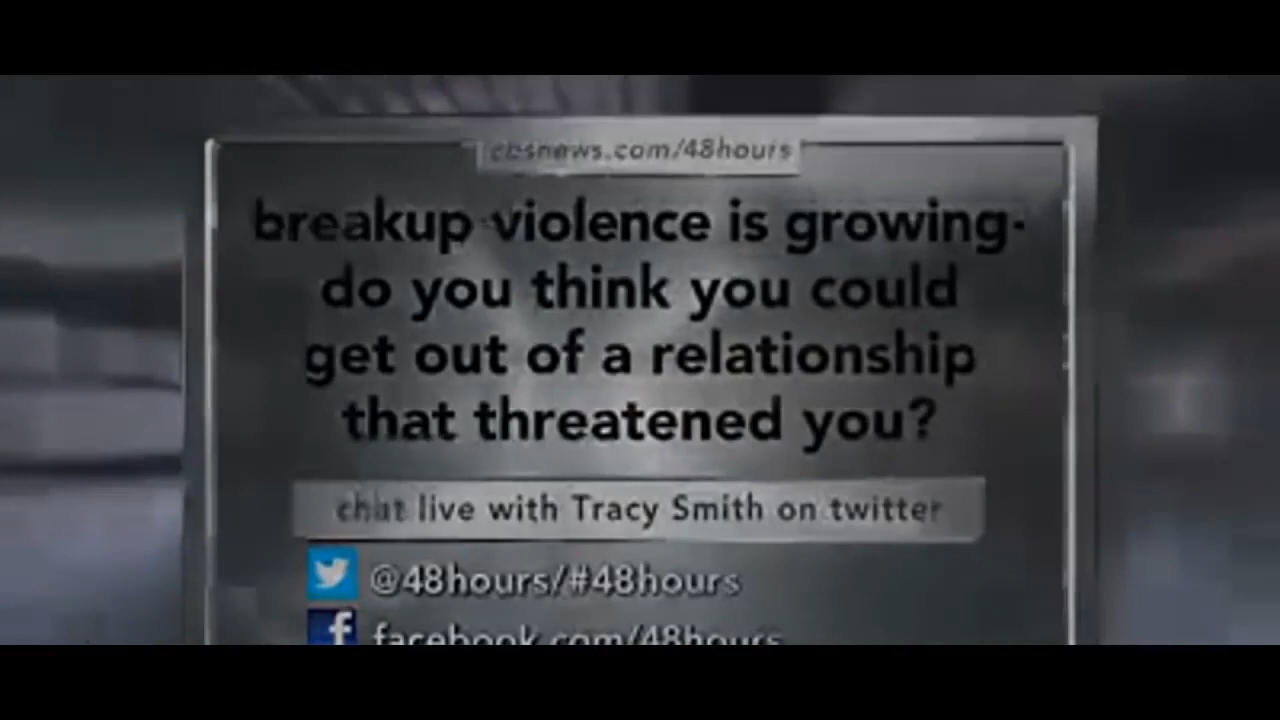 cbsnews.com/48hours
breakup violence is growing-
do you think you could
get out of a relationship
that threatened you?
chat live with Tracy Smith on twitter
@48hours/#48hours
facebook.com/48hours